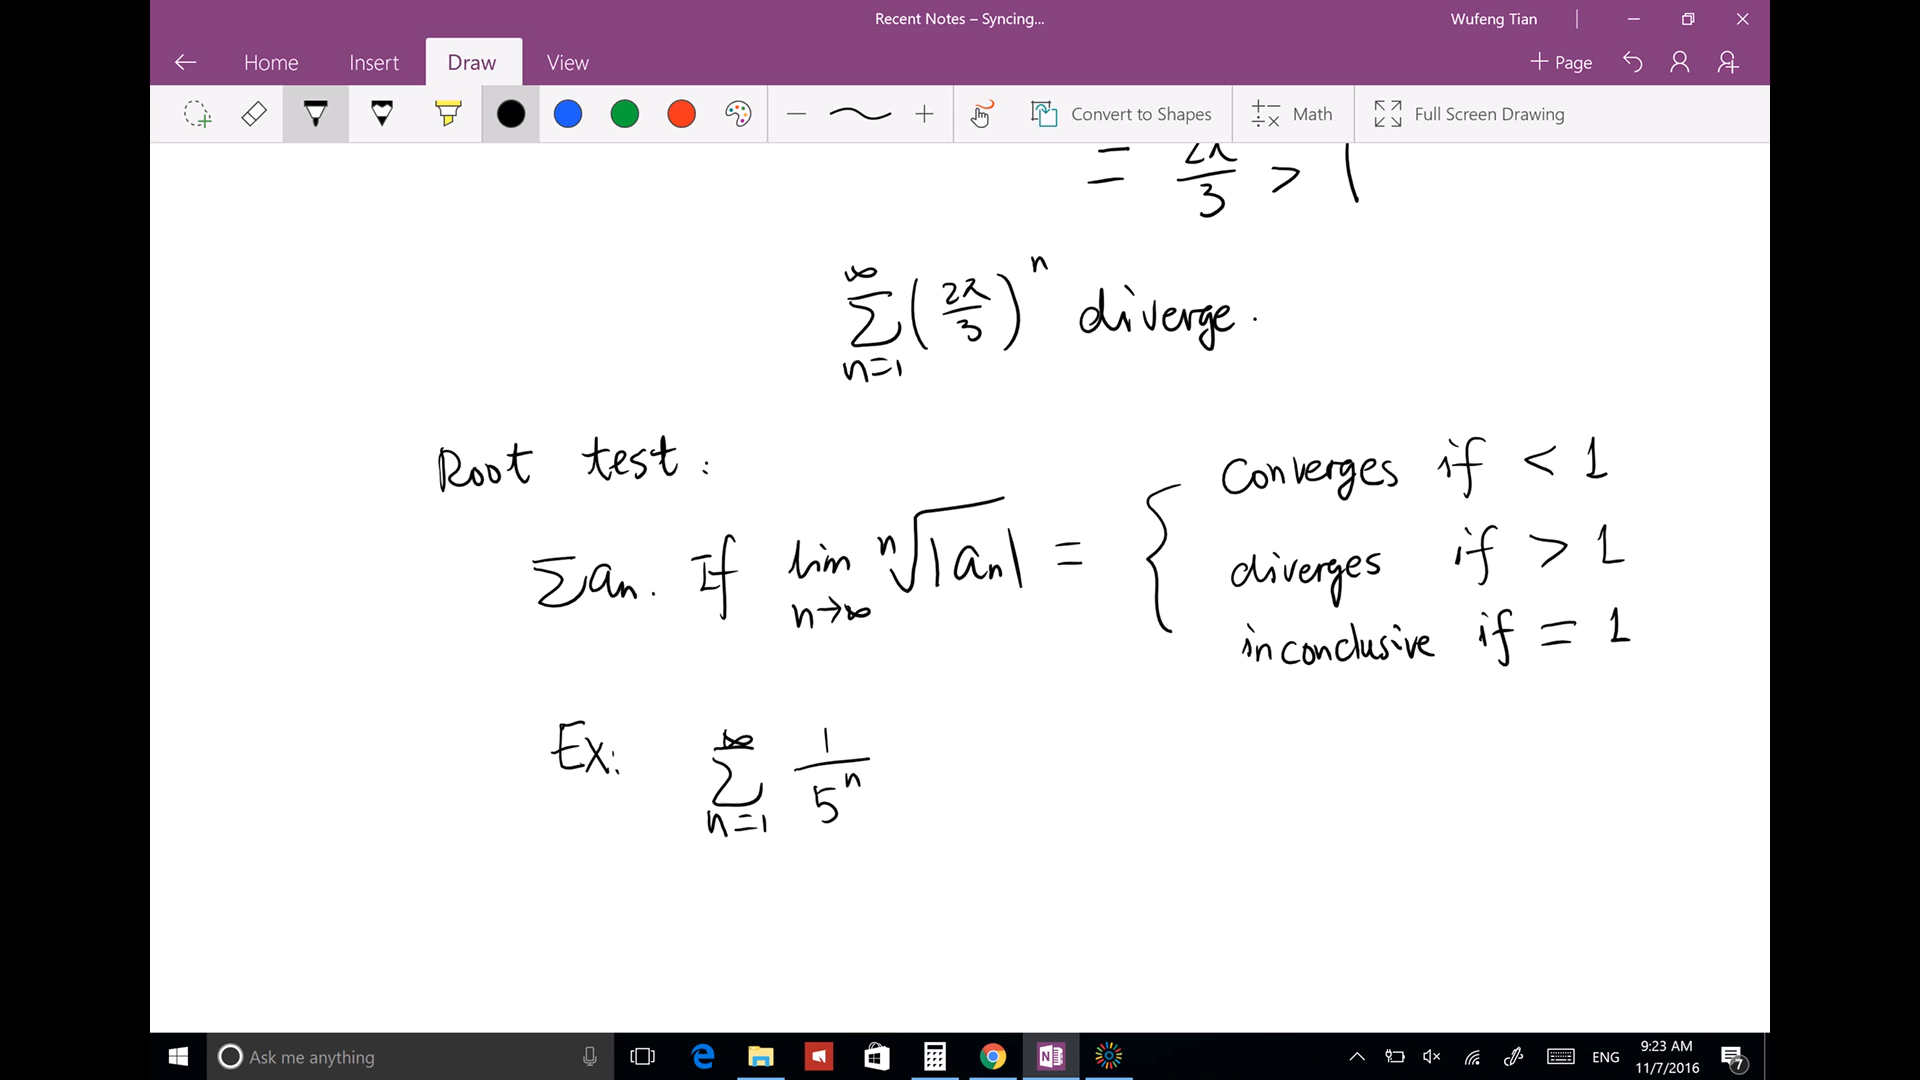 Recent Notes – Syncing...
Wufeng Tian
Home Insert Draw View
Page
Convert to Shapes Math Full Screen Drawing
= 2π/3 > 1
∞
∑ (2π/3)^n diverge.
n=1
Root test:
∑an. If lim n→∞ ⁿ√|an| = {
Converges if < 1
diverges if > 1
inconclusive if = 1
Ex: ∞
∑ 1/5^n
n=1
Ask me anything
ENG
9:23 AM
11/7/2016
7